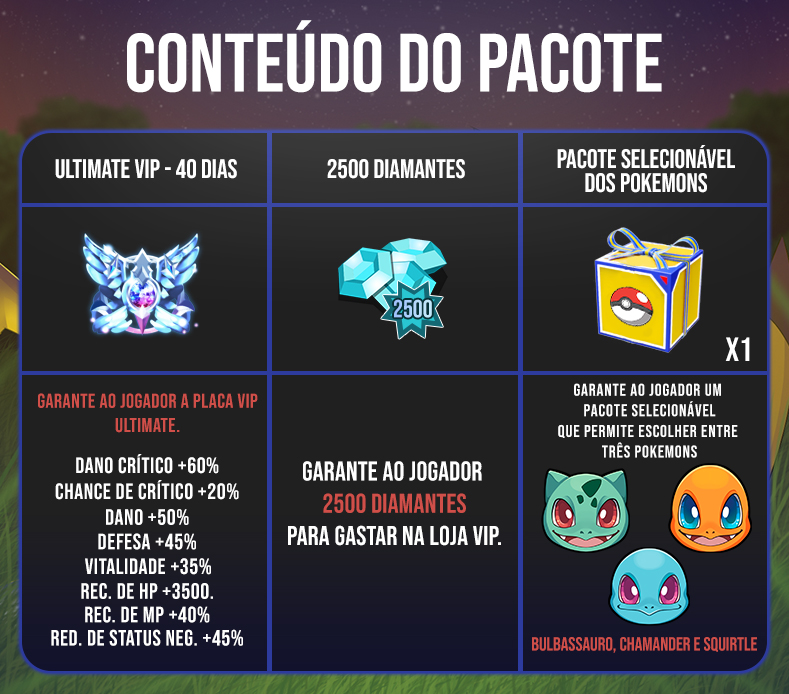 CONTEÚDO DO PACOTE
ULTIMATE VIP - 40 DIAS
2500 DIAMANTES
PACOTE SELECIONÁVEL
DOS POKEMONS
2500
X1
GARANTE AO JOGADOR A PLACA VIP
ULTIMATE.
DANO CRÍTICO +60%
CHANCE DE CRÍTICO +20%
DANO +50%
DEFESA +45%
VITALIDADE +35%
REC. DE HP +3500.
REC. DE MP +40%
RED. DE STATUS NEG. +45%
GARANTE AO JOGADOR
2500 DIAMANTES
PARA GASTAR NA LOJA VIP.
GARANTE AO JOGADOR UM
PACOTE SELECIONÁVEL
QUE PERMITE ESCOLHER ENTRE
TRÊS POKEMONS
BULBASSAURO, CHAMANDER E SQUIRTLE